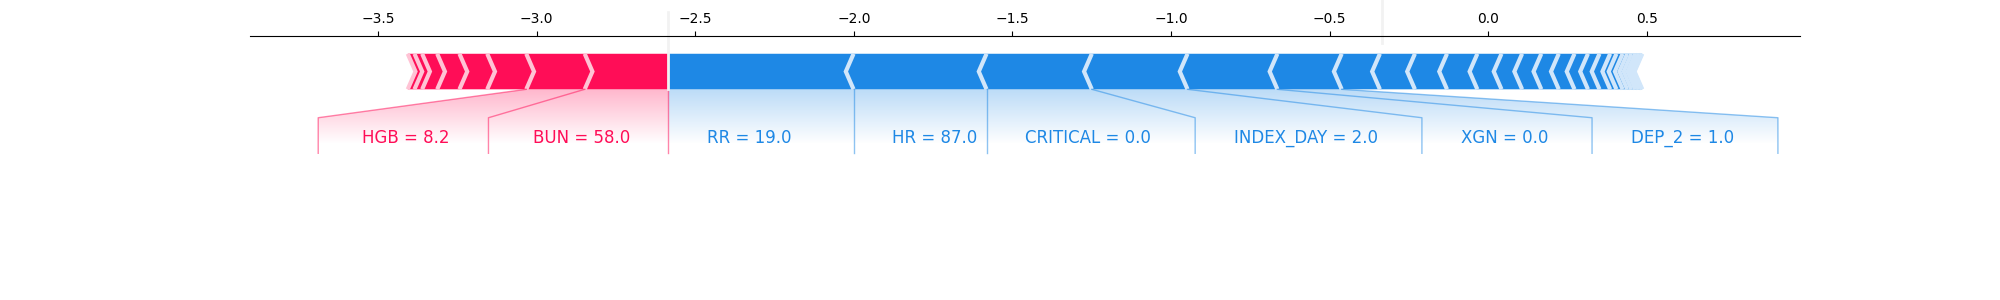 −3.5 −3.0 −2.5 −2.0 −1.5 −1.0 −0.5 0.0 0.5
HGB = 8.2 BUN = 58.0 RR = 19.0 HR = 87.0 CRITICAL = 0.0 INDEX_DAY = 2.0 XGN = 0.0 DEP_2 = 1.0